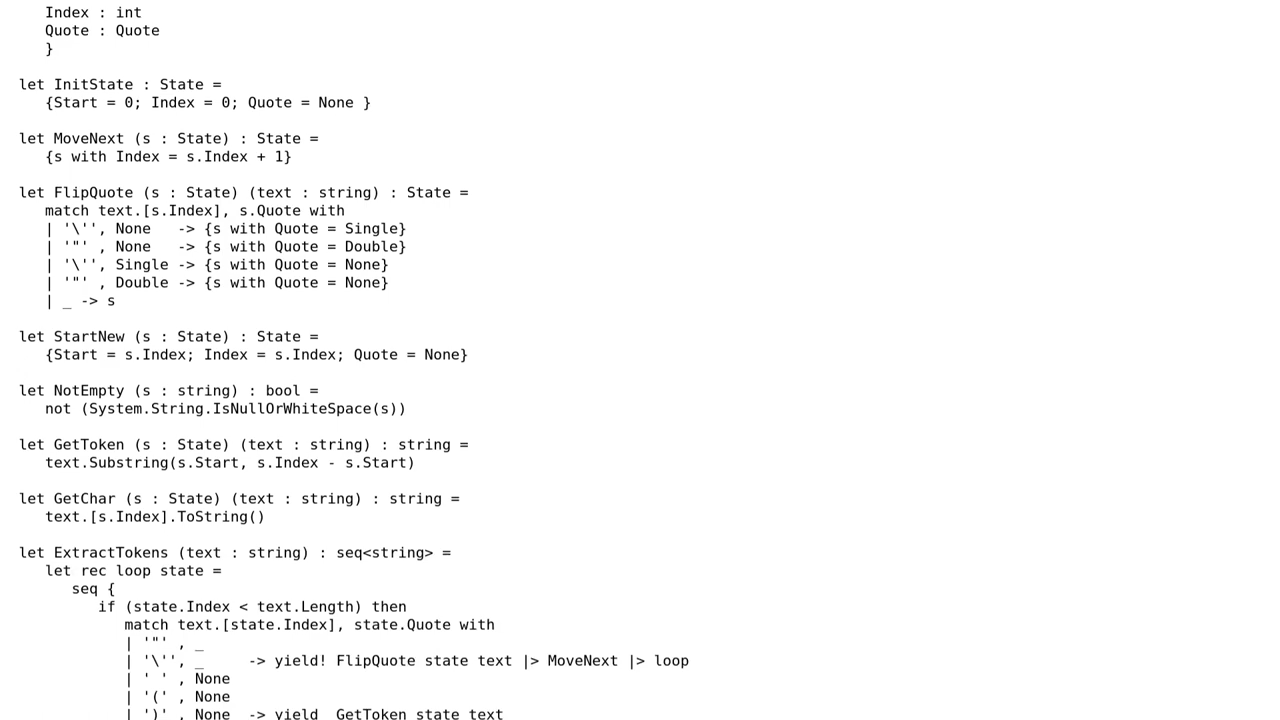 Index : int
Quote : Quote
}
let InitState : State =
{Start = 0; Index = 0; Quote = None }
let MoveNext (s : State) : State =
{s with Index = s.Index + 1}
let FlipQuote (s : State) (text : string) : State =
match text.[s.Index], s.Quote with
| '\'', None   -> {s with Quote = Single}
| '"' , None   -> {s with Quote = Double}
| '\'', Single -> {s with Quote = None}
| '"' , Double -> {s with Quote = None}
| _ -> s
let StartNew (s : State) : State =
{Start = s.Index; Index = s.Index; Quote = None}
let NotEmpty (s : string) : bool =
not (System.String.IsNullOrWhiteSpace(s))
let GetToken (s : State) (text : string) : string =
text.Substring(s.Start, s.Index - s.Start)
let GetChar (s : State) (text : string) : string =
text.[s.Index].ToString()
let ExtractTokens (text : string) : seq<string> =
let rec loop state =
seq {
if (state.Index < text.Length) then
match text.[state.Index], state.Quote with
| '"' , _
| '\'', _     -> yield! FlipQuote state text |> MoveNext |> loop
| ' ' , None
| '(' , None
| ')' , None  -> yield  GetToken state text